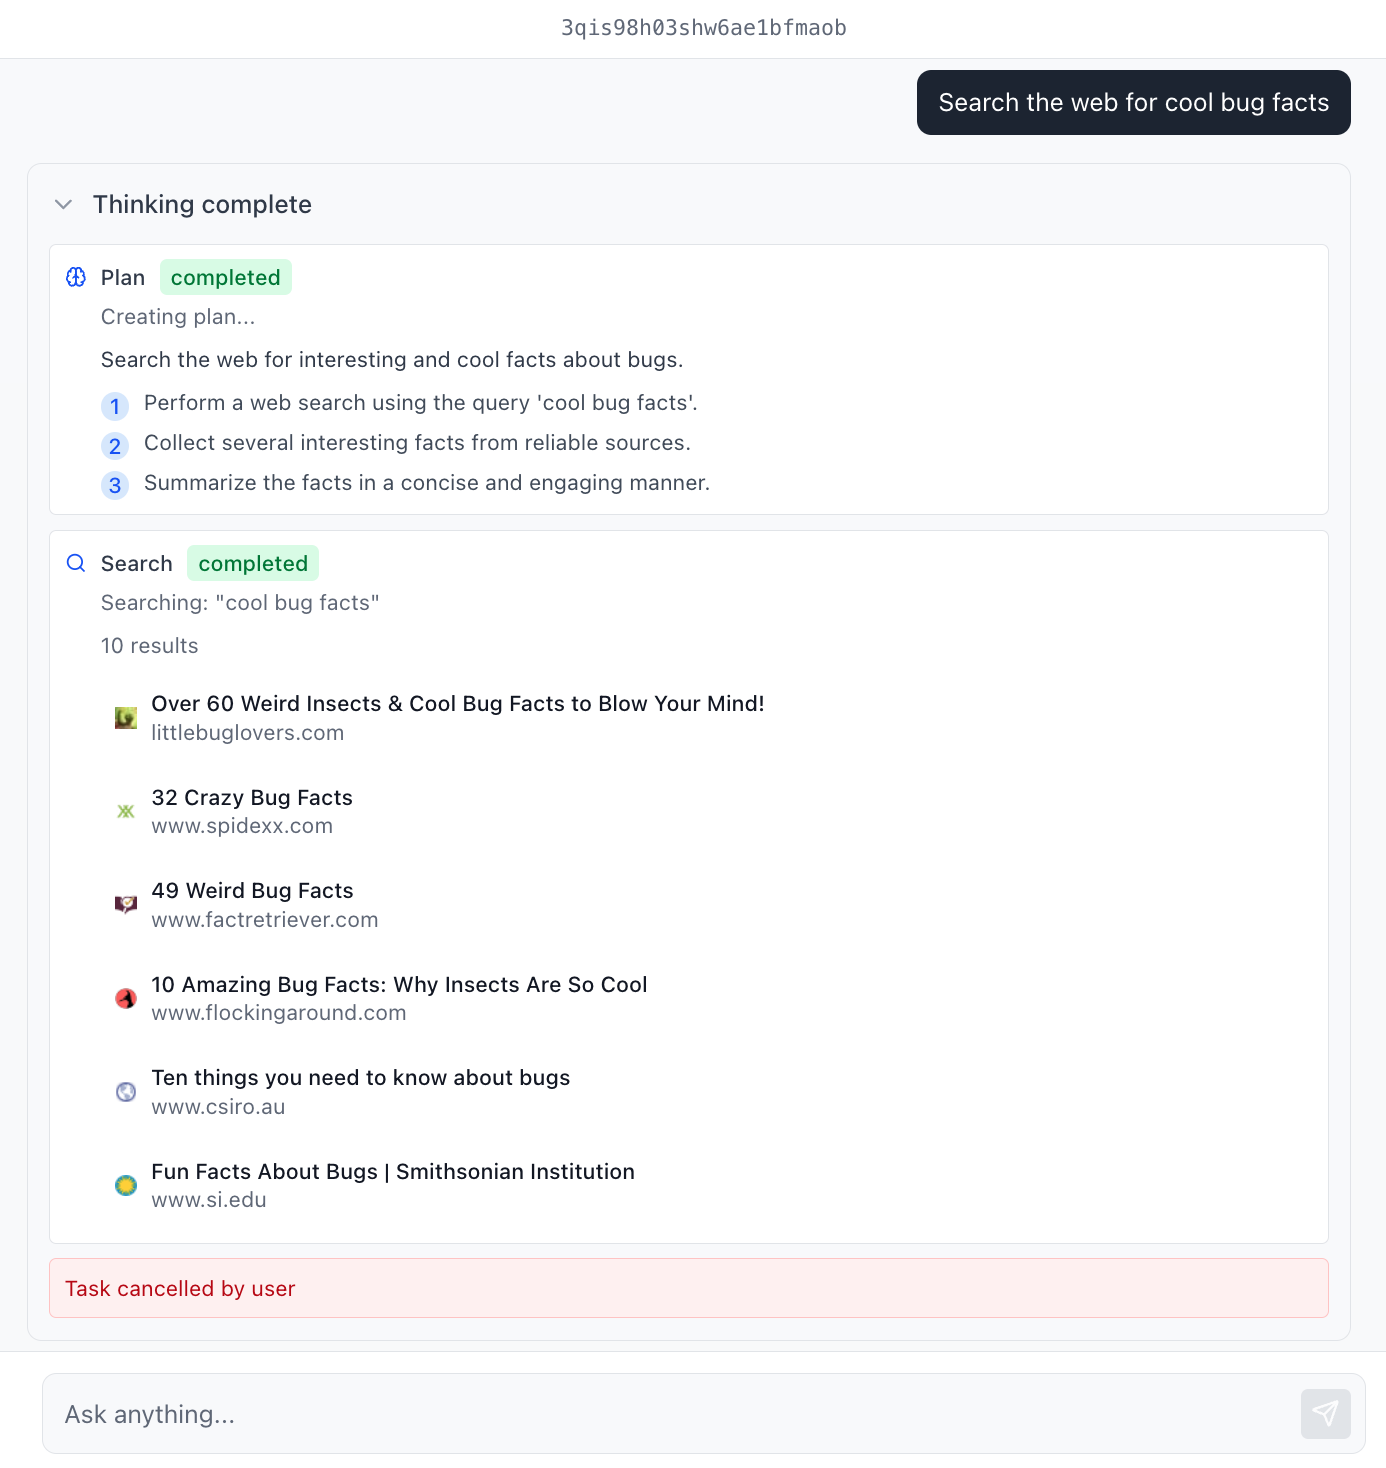 3qis98h03shw6ae1bfmaob
Search the web for cool bug facts
Thinking complete
Plan completed
Creating plan...
Search the web for interesting and cool facts about bugs.
1 Perform a web search using the query 'cool bug facts'.
2 Collect several interesting facts from reliable sources.
3 Summarize the facts in a concise and engaging manner.
Search completed
Searching: "cool bug facts"
10 results
Over 60 Weird Insects & Cool Bug Facts to Blow Your Mind!
littlebuglovers.com
32 Crazy Bug Facts
www.spidexx.com
49 Weird Bug Facts
www.factretriever.com
10 Amazing Bug Facts: Why Insects Are So Cool
www.flockingaround.com
Ten things you need to know about bugs
www.csiro.au
Fun Facts About Bugs | Smithsonian Institution
www.si.edu
Task cancelled by user
Ask anything...